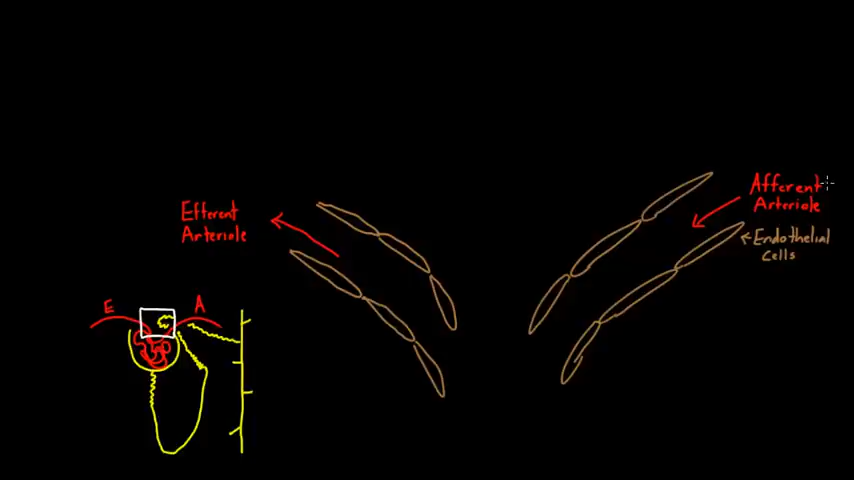 Afferent
Arteriole
Efferent
Arteriole
←Endothelial
Cells
E
A